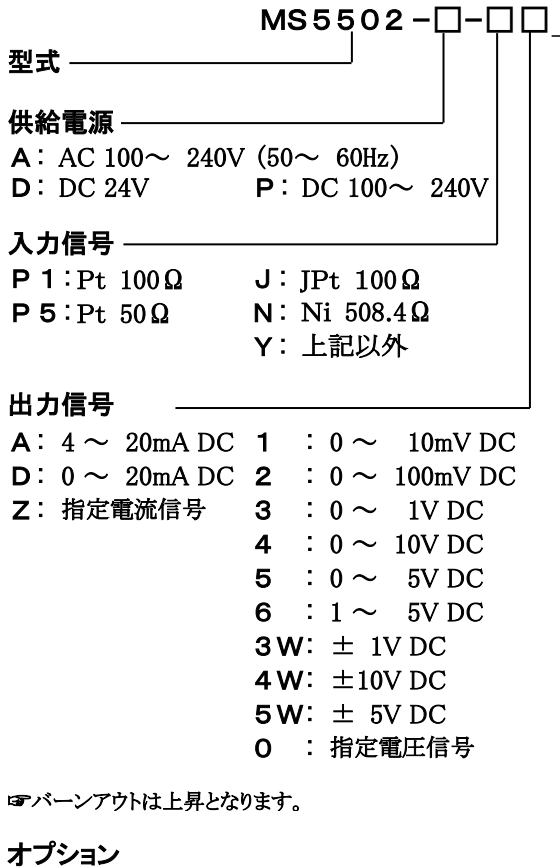 MS5502-□-□□_
型式
供給電源
A: AC 100～ 240V (50～ 60Hz)
D: DC 24V P: DC 100～ 240V
入力信号
P1:Pt 100Ω J: JPt 100Ω
P5:Pt 50Ω N: Ni 508.4Ω
Y: 上記以外
出力信号
A: 4 ～ 20mA DC 1 : 0 ～ 10mV DC
D: 0 ～ 20mA DC 2 : 0 ～ 100mV DC
Z: 指定電流信号 3 : 0 ～ 1V DC
4 : 0 ～ 10V DC
5 : 0 ～ 5V DC
6 : 1 ～ 5V DC
3W: ± 1V DC
4W: ±10V DC
5W: ± 5V DC
0 : 指定電圧信号
☞バーンアウトは上昇となります。
オプション